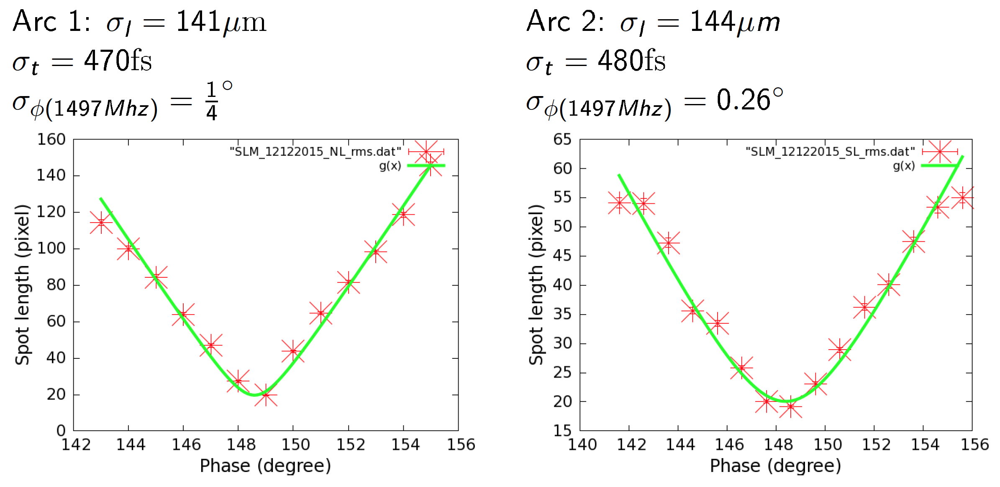 Arc 1: σ_l = 141μm
σ_t = 470fs
σ_ϕ(1497Mhz) = 1/4°
160
140
120
100
80
60
40
20
0
142 144 146 148 150 152 154 156
Spot length (pixel)
Phase (degree)
"SLM_12122015_NL_rms.dat"
g(x)
Arc 2: σ_l = 144μm
σ_t = 480fs
σ_ϕ(1497Mhz) = 0.26°
65
60
55
50
45
40
35
30
25
20
15
140 142 144 146 148 150 152 154 156
Spot length (pixel)
Phase (degree)
"SLM_12122015_SL_rms.dat"
g(x)